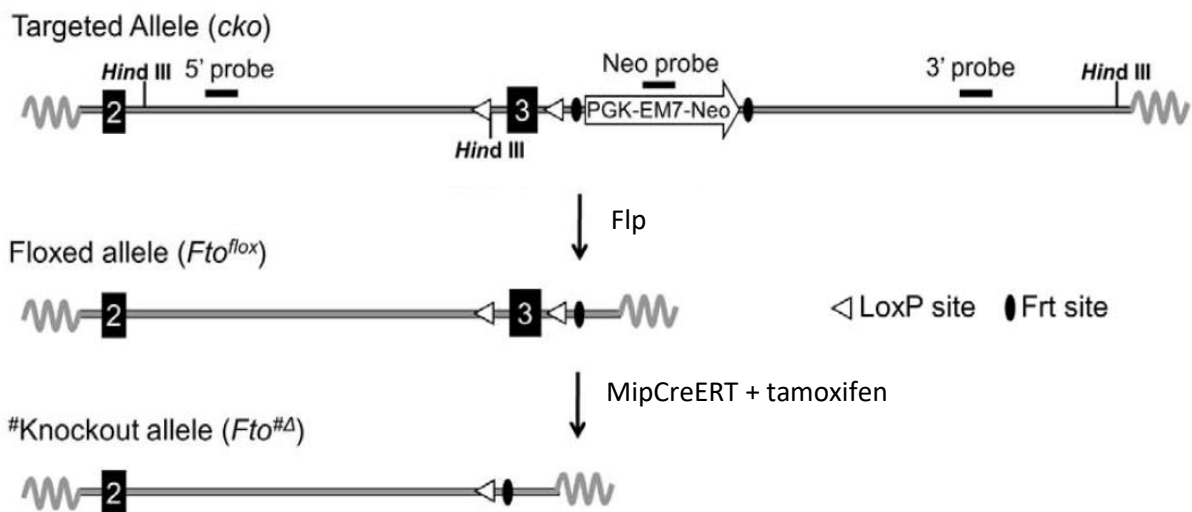 Targeted Allele (cko)
Hind III 5' probe Neo probe 3' probe Hind III
2 3 PGK-EM7-Neo
Hind III
Flp
Floxed allele (Fto^flox)
2 3 LoxP site Frt site
MipCreERT + tamoxifen
#Knockout allele (Fto^#Δ)
2